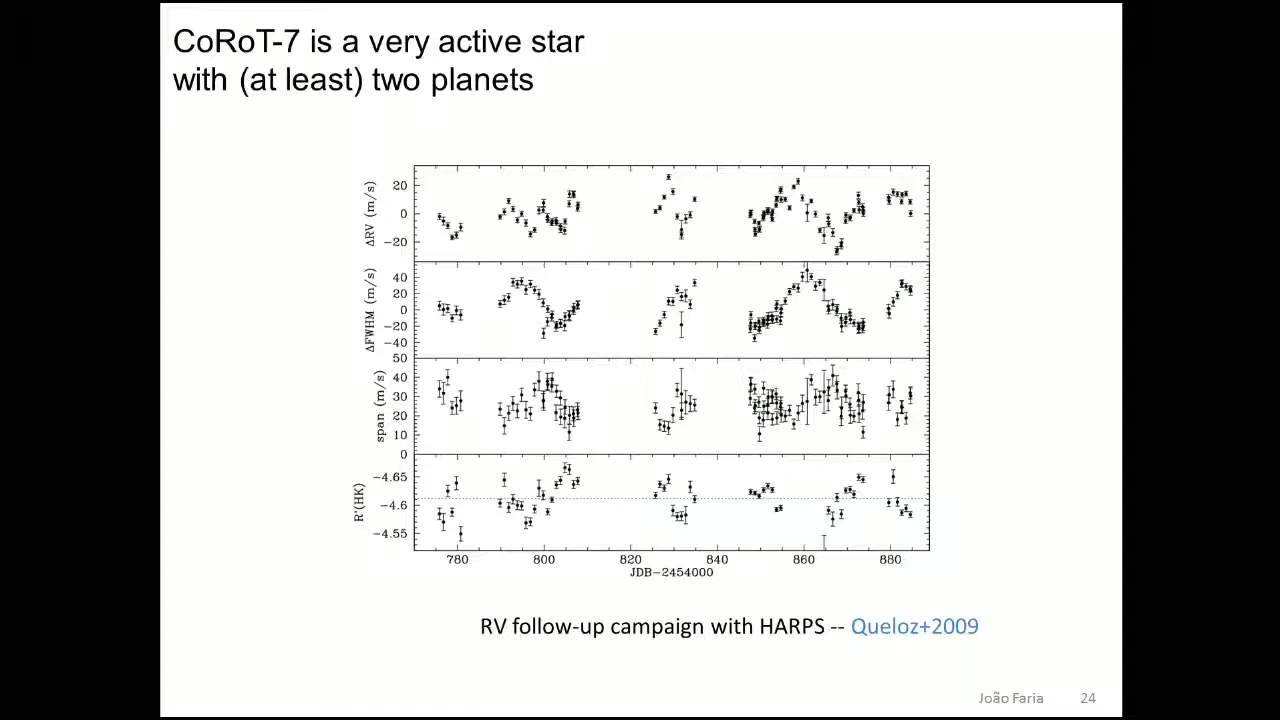 CoRoT-7 is a very active star
with (at least) two planets
ΔRV (m/s)
20
0
−20
ΔFWHM (m/s)
40
20
0
−20
−40
span (m/s)
50
40
30
20
10
0
R'(HK)
−4.65
−4.6
−4.55
780 800 820 840 860 880
JDB−2454000
RV follow-up campaign with HARPS -- Queloz+2009
João Faria 24